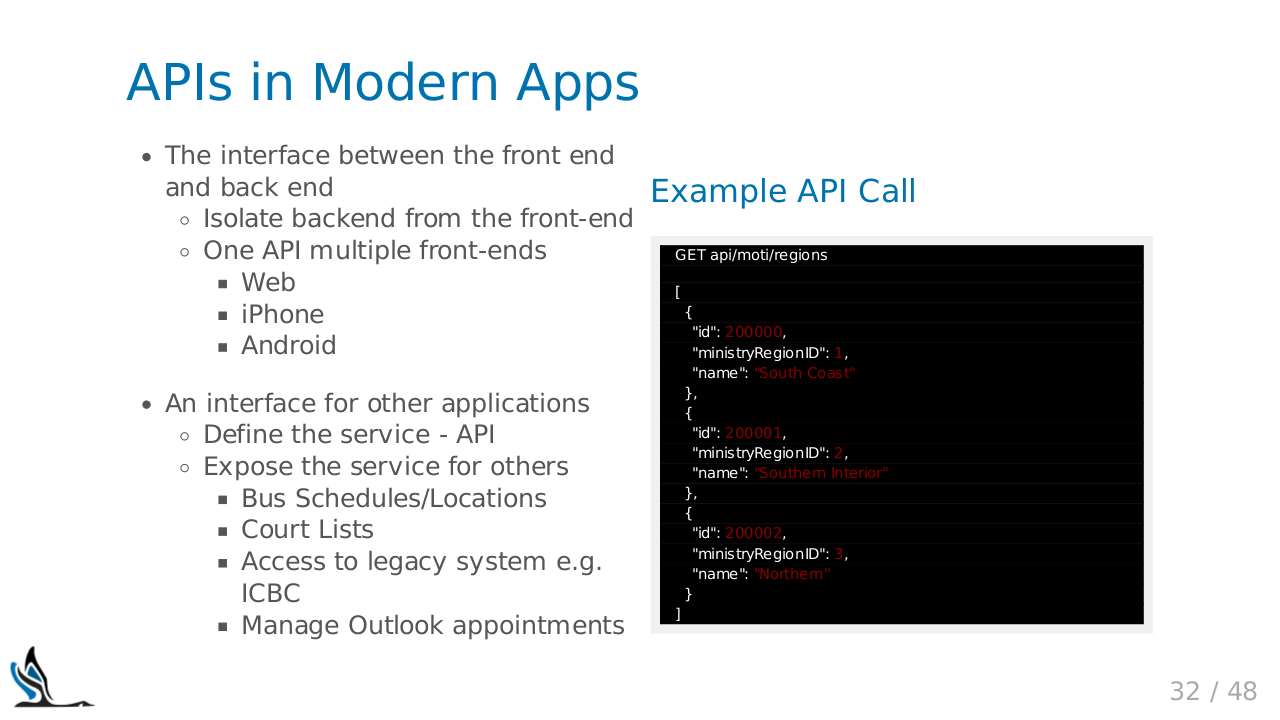 APIs in Modern Apps
The interface between the front end
and back end
Isolate backend from the front-end
One API multiple front-ends
Web
iPhone
Android
An interface for other applications
Define the service - API
Expose the service for others
Bus Schedules/Locations
Court Lists
Access to legacy system e.g.
ICBC
Manage Outlook appointments
Example API Call
GET api/moti/regions
[
{
"id": 200000,
"ministryRegionID": 1,
"name": "South Coast"
},
{
"id": 200001,
"ministryRegionID": 2,
"name": "Southern Interior"
},
{
"id": 200002,
"ministryRegionID": 3,
"name": "Northern"
}
]
32 / 48